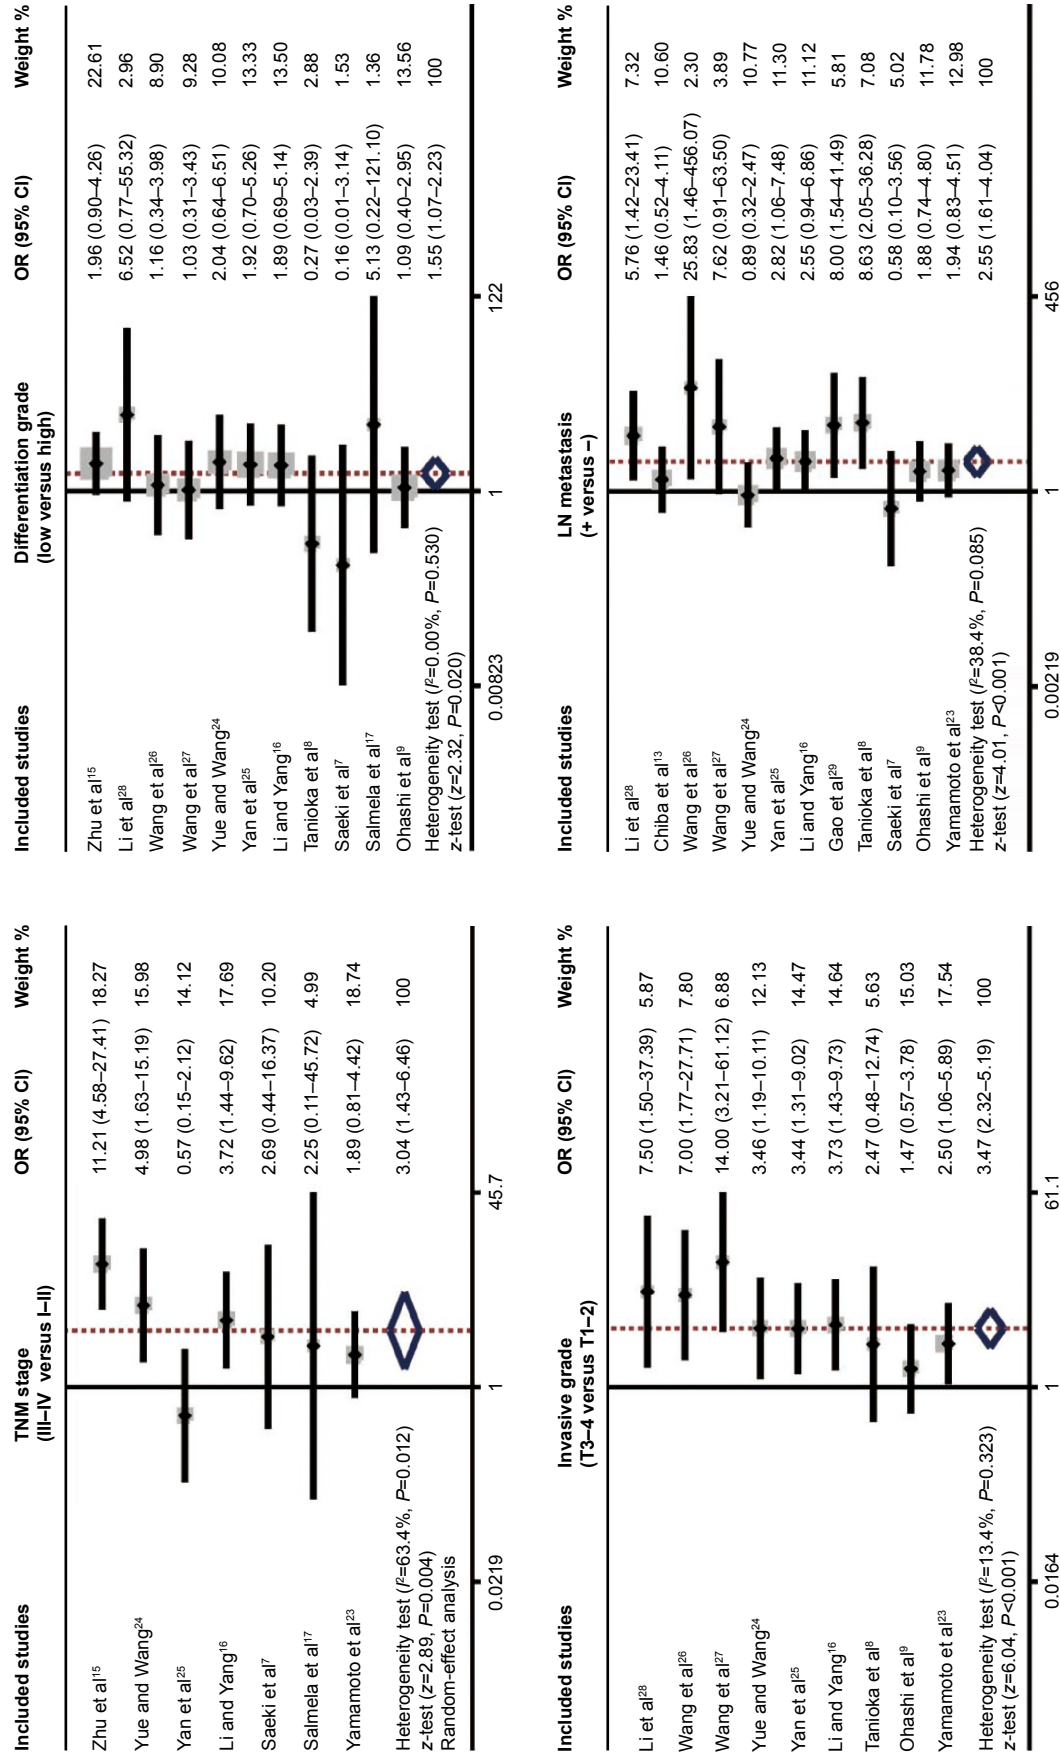 Included studies TNM stage OR (95% CI) Weight %
(III–IV versus I–II)
Zhu et al15 11.21 (4.58–27.41) 18.27
Yue and Wang24 4.98 (1.63–15.19) 15.98
Yan et al25 0.57 (0.15–2.12) 14.12
Li and Yang16 3.72 (1.44–9.62) 17.69
Saeki et al7 2.69 (0.44–16.37) 10.20
Salmela et al17 2.25 (0.11–45.72) 4.99
Yamamoto et al23 1.89 (0.81–4.42) 18.74
Heterogeneity test (I2=63.4%, P=0.012) 3.04 (1.43–6.46) 100
z-test (z=2.89, P=0.004)
Random-effect analysis
0.0219 1 45.7
Included studies Differentiation grade OR (95% CI) Weight %
(low versus high)
Zhu et al15 1.96 (0.90–4.26) 22.61
Li et al28 6.52 (0.77–55.32) 2.96
Wang et al26 1.16 (0.34–3.98) 8.90
Wang et al27 1.03 (0.31–3.43) 9.28
Yue and Wang24 2.04 (0.64–6.51) 10.08
Yan et al25 1.92 (0.70–5.26) 13.33
Li and Yang16 1.89 (0.69–5.14) 13.50
Tanioka et al8 0.27 (0.03–2.39) 2.88
Saeki et al7 0.16 (0.01–3.14) 1.53
Salmela et al17 5.13 (0.22–121.10) 1.36
Ohashi et al9 1.09 (0.40–2.95) 13.56
Heterogeneity test (I2=0.00%, P=0.530) 1.55 (1.07–2.23) 100
z-test (z=2.32, P=0.020)
0.00823 1 122
Included studies Invasive grade OR (95% CI) Weight %
(T3–4 versus T1–2)
Li et al28 7.50 (1.50–37.39) 5.87
Wang et al26 7.00 (1.77–27.71) 7.80
Wang et al27 14.00 (3.21–61.12) 6.88
Yue and Wang24 3.46 (1.19–10.11) 12.13
Yan et al25 3.44 (1.31–9.02) 14.47
Li and Yang16 3.73 (1.43–9.73) 14.64
Tanioka et al8 2.47 (0.48–12.74) 5.63
Ohashi et al9 1.47 (0.57–3.78) 15.03
Yamamoto et al23 2.50 (1.06–5.89) 17.54
Heterogeneity test (I2=13.4%, P=0.323) 3.47 (2.32–5.19) 100
z-test (z=6.04, P<0.001)
0.0164 1 61.1
Included studies LN metastasis OR (95% CI) Weight %
(+ versus –)
Li et al28 5.76 (1.42–23.41) 7.32
Chiba et al13 1.46 (0.52–4.11) 10.60
Wang et al26 25.83 (1.46–456.07) 2.30
Wang et al27 7.62 (0.91–63.50) 3.89
Yue and Wang24 0.89 (0.32–2.47) 10.77
Yan et al25 2.82 (1.06–7.48) 11.30
Li and Yang16 2.55 (0.94–6.86) 11.12
Gao et al29 8.00 (1.54–41.49) 5.81
Tanioka et al8 8.63 (2.05–36.28) 7.08
Saeki et al7 0.58 (0.10–3.56) 5.02
Ohashi et al9 1.88 (0.74–4.80) 11.78
Yamamoto et al23 1.94 (0.83–4.51) 12.98
Heterogeneity test (I2=38.4%, P=0.085) 2.55 (1.61–4.04) 100
z-test (z=4.01, P<0.001)
0.00219 1 456